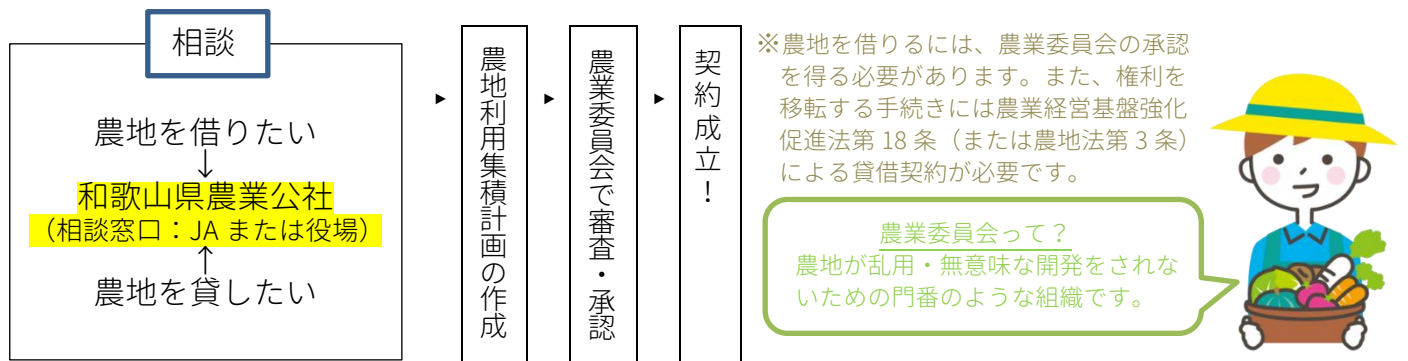 相談
農地を借りたい
↓
和歌山県農業公社
（相談窓口：JA または役場）
↑
農地を貸したい
▶
農地利用集積計画の作成
▶
農業委員会で審査・承認
▶
契約成立！
※農地を借りるには、農業委員会の承認
を得る必要があります。また、権利を
移転する手続きには農業経営基盤強化
促進法第 18 条（または農地法第 3 条）
による貸借契約が必要です。
農業委員会って？
農地が乱用・無意味な開発をされな
いための門番のような組織です。